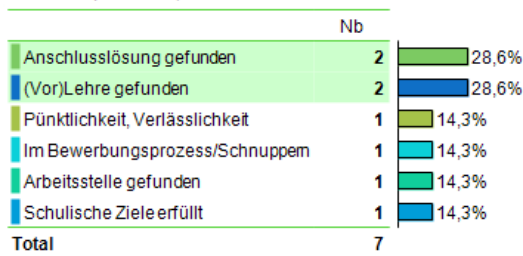 Nb
Anschlusslösung gefunden 2 28,6%
(Vor)Lehre gefunden 2 28,6%
Pünktlichkeit, Verlässlichkeit 1 14,3%
Im Bewerbungsprozess/Schnuppern 1 14,3%
Arbeitsstelle gefunden 1 14,3%
Schulische Ziele erfüllt 1 14,3%
Total 7